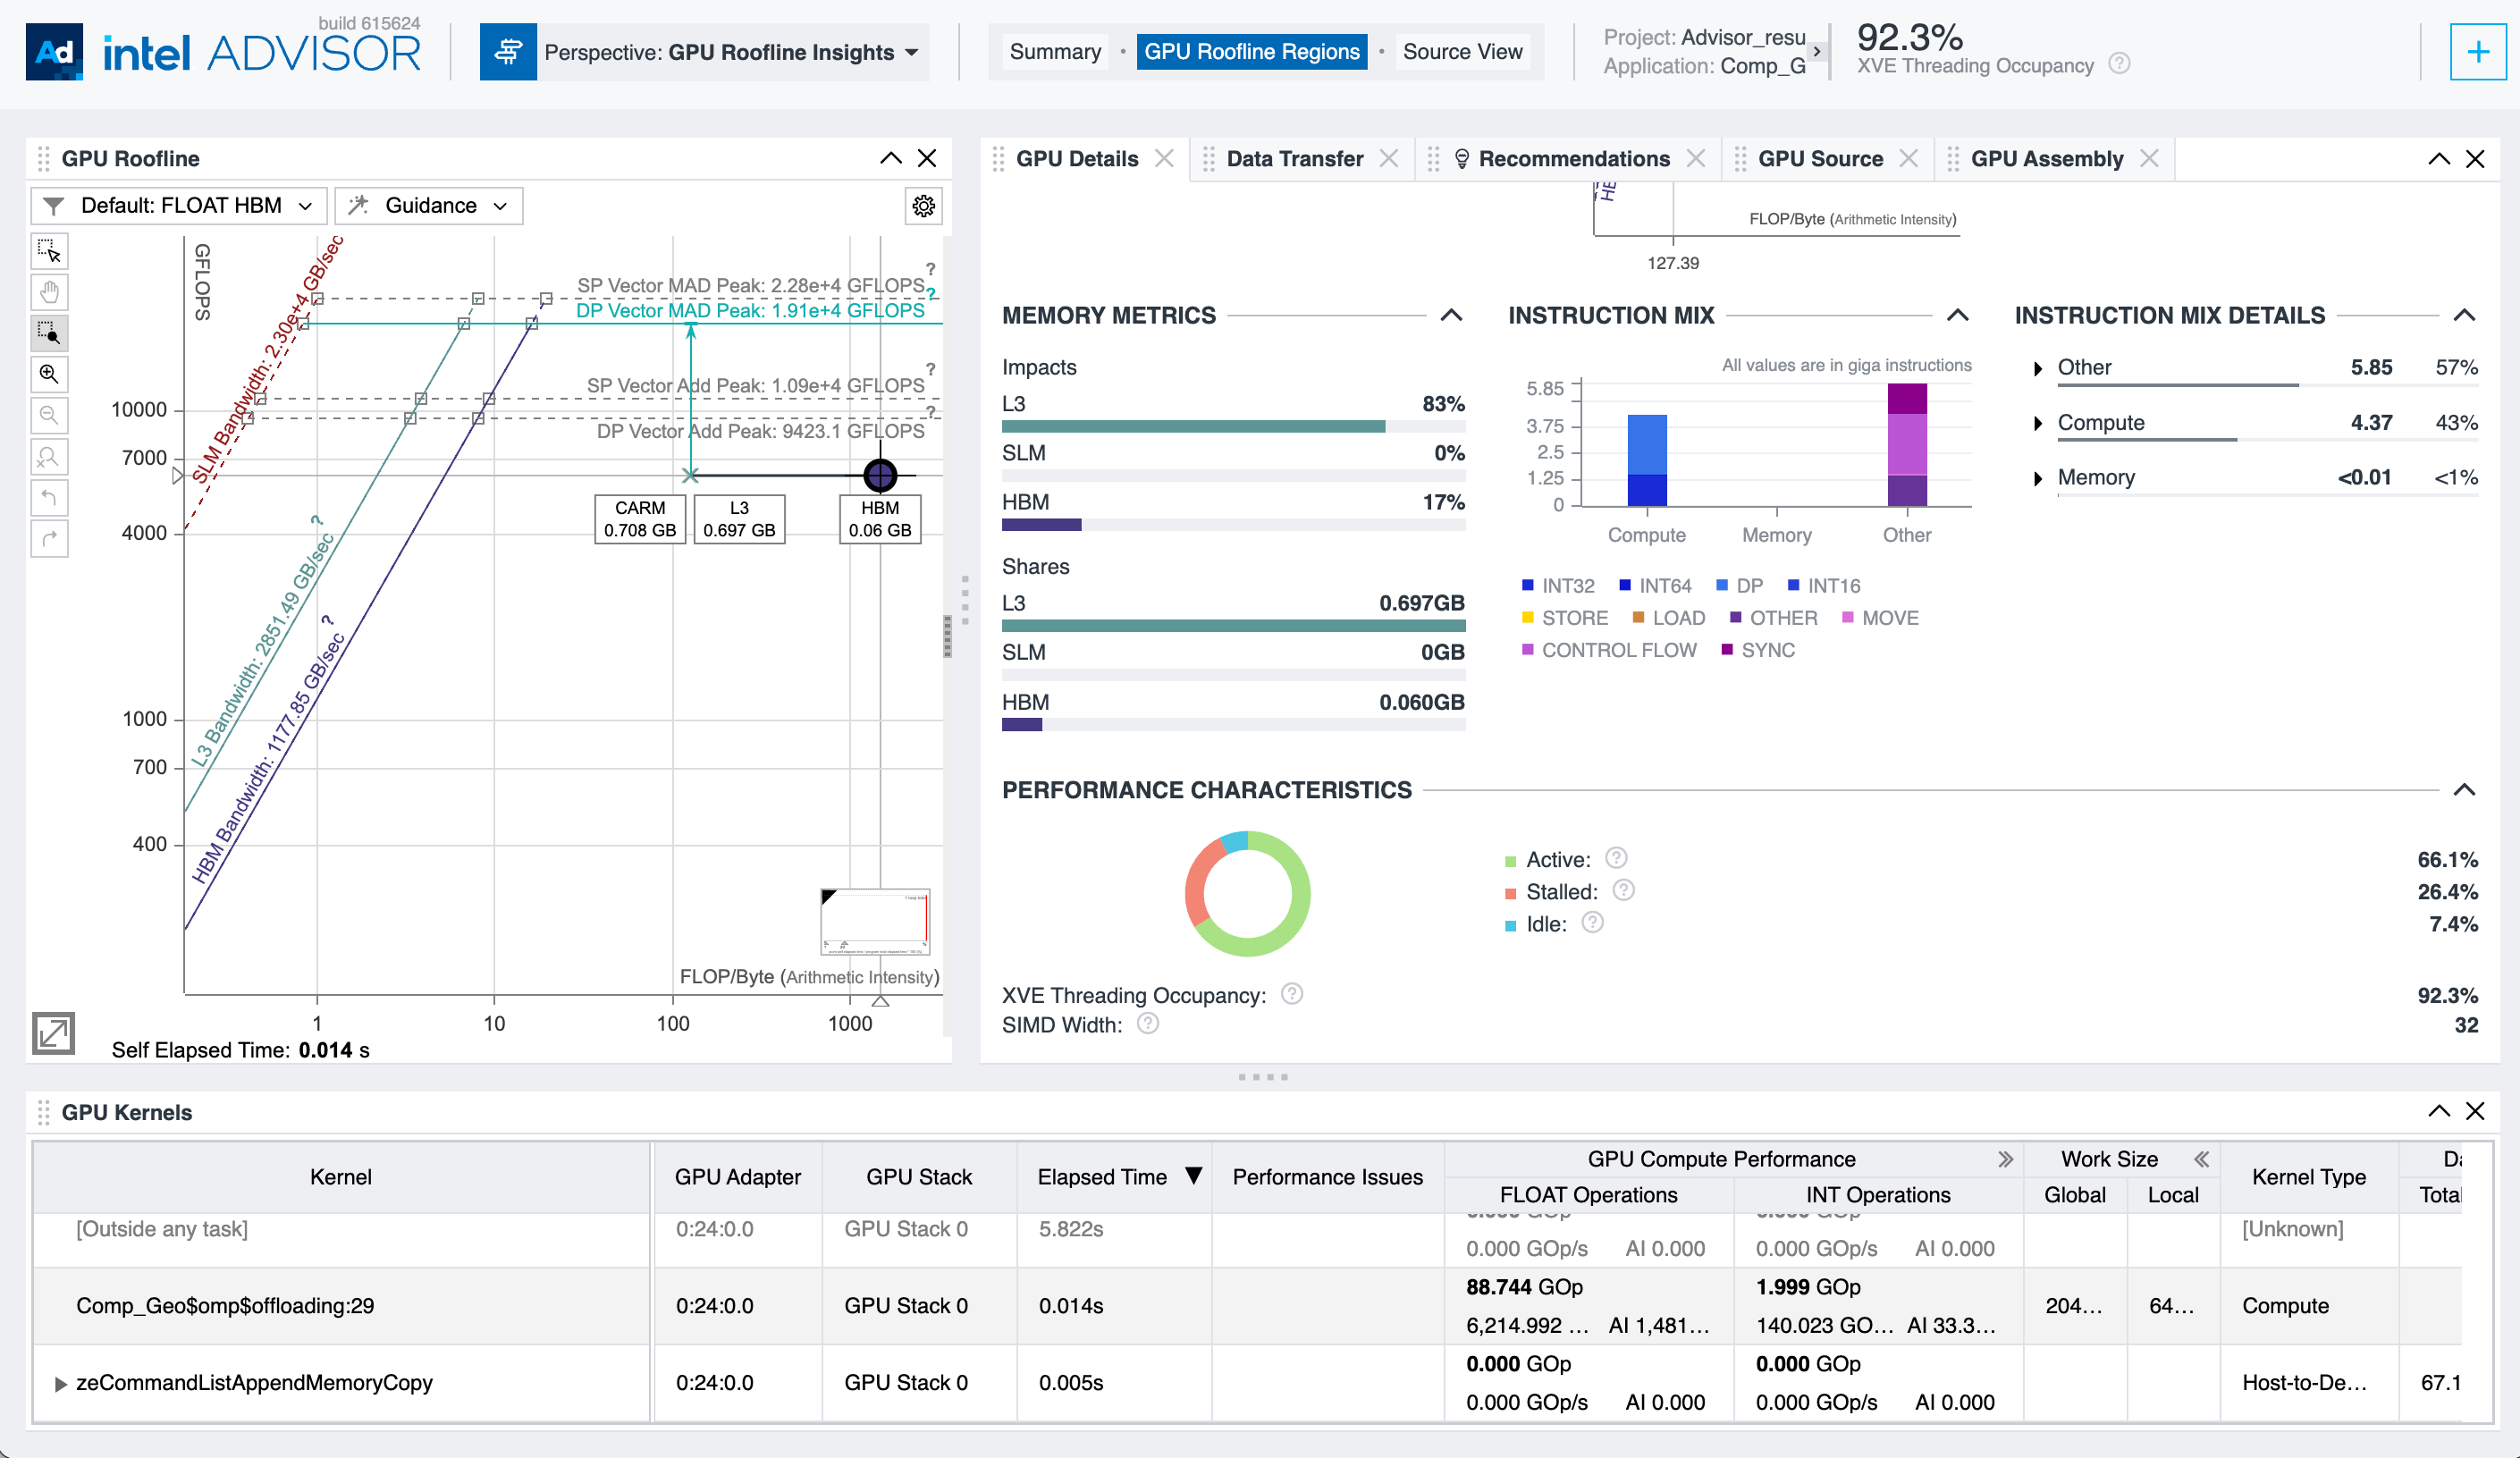 build 615624
Ad intel ADVISOR
Perspective: GPU Roofline Insights
Summary • GPU Roofline Regions • Source View
Project: Advisor_resu
Application: Comp_G
92.3%
XVE Threading Occupancy ?
GPU Roofline
Default: FLOAT HBM
Guidance
GFLOPS
SLM Bandwidth: 2.30e+4 GB/sec
SP Vector MAD Peak: 2.28e+4 GFLOPS ?
DP Vector MAD Peak: 1.91e+4 GFLOPS ?
SP Vector Add Peak: 1.09e+4 GFLOPS ?
DP Vector Add Peak: 9423.1 GFLOPS ?
L3 Bandwidth: 2851.49 GB/sec ?
HBM Bandwidth: 1177.85 GB/sec ?
10000
7000
4000
1000
700
400
CARM
0.708 GB
L3
0.697 GB
HBM
0.06 GB
FLOP/Byte (Arithmetic Intensity)
1 10 100 1000
Self Elapsed Time: 0.014 s
GPU Details
Data Transfer
Recommendations
GPU Source
GPU Assembly
HE
FLOP/Byte (Arithmetic Intensity)
127.39
MEMORY METRICS
Impacts
L3 83%
SLM 0%
HBM 17%
Shares
L3 0.697GB
SLM 0GB
HBM 0.060GB
INSTRUCTION MIX
All values are in giga instructions
5.85
3.75
2.5
1.25
0
Compute Memory Other
INT32 INT64 DP INT16
STORE LOAD OTHER MOVE
CONTROL FLOW SYNC
INSTRUCTION MIX DETAILS
Other 5.85 57%
Compute 4.37 43%
Memory <0.01 <1%
PERFORMANCE CHARACTERISTICS
Active: ? 66.1%
Stalled: ? 26.4%
Idle: ? 7.4%
XVE Threading Occupancy: ? 92.3%
SIMD Width: ? 32
GPU Kernels
Kernel GPU Adapter GPU Stack Elapsed Time Performance Issues GPU Compute Performance Work Size Kernel Type
FLOAT Operations INT Operations Global Local Total
[Outside any task] 0:24:0.0 GPU Stack 0 5.822s [Unknown]
0.000 GOp/s AI 0.000 0.000 GOp/s AI 0.000
88.744 GOp 1.999 GOp
Comp_Geo$omp$offloading:29 0:24:0.0 GPU Stack 0 0.014s 204... 64... Compute
6,214.992 ... AI 1,481... 140.023 GO... AI 33.3...
0.000 GOp 0.000 GOp
zeCommandListAppendMemoryCopy 0:24:0.0 GPU Stack 0 0.005s Host-to-De... 67.1
0.000 GOp/s AI 0.000 0.000 GOp/s AI 0.000